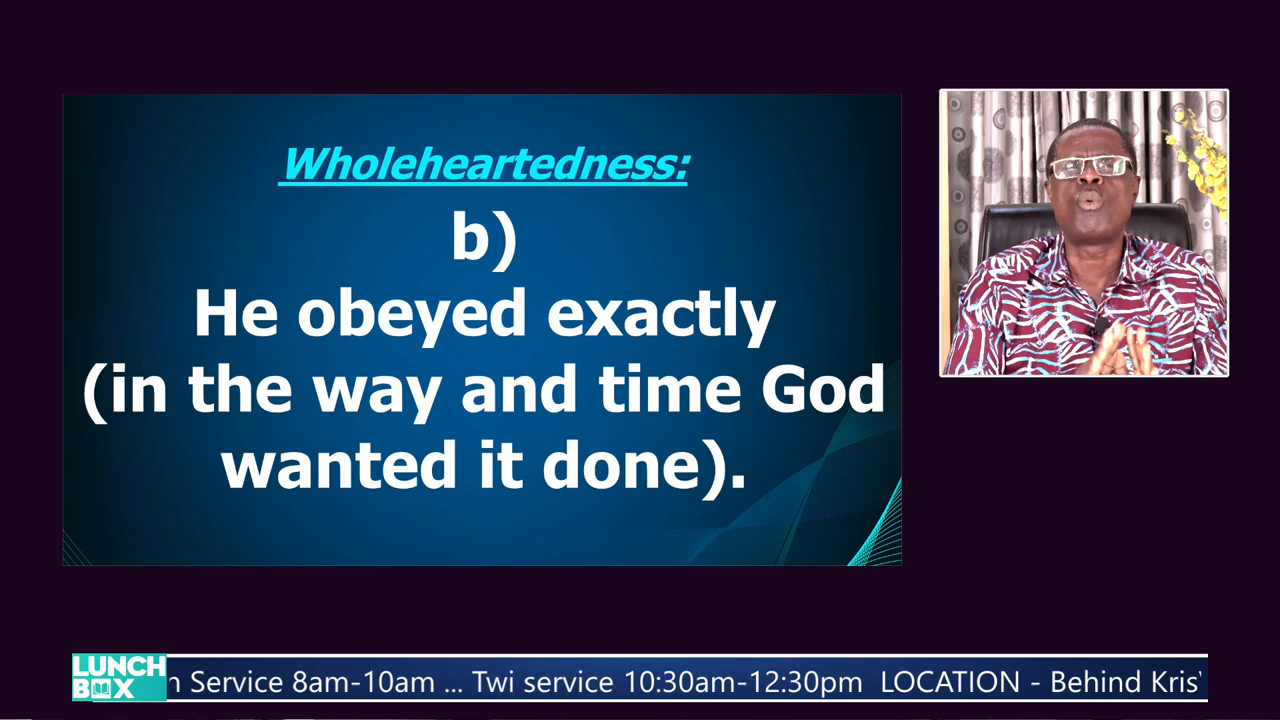 Wholeheartedness:
b)
He obeyed exactly
(in the way and time God
wanted it done).
LUNCH
BOX
Service 8am-10am ... Twi service 10:30am-12:30pm LOCATION - Behind